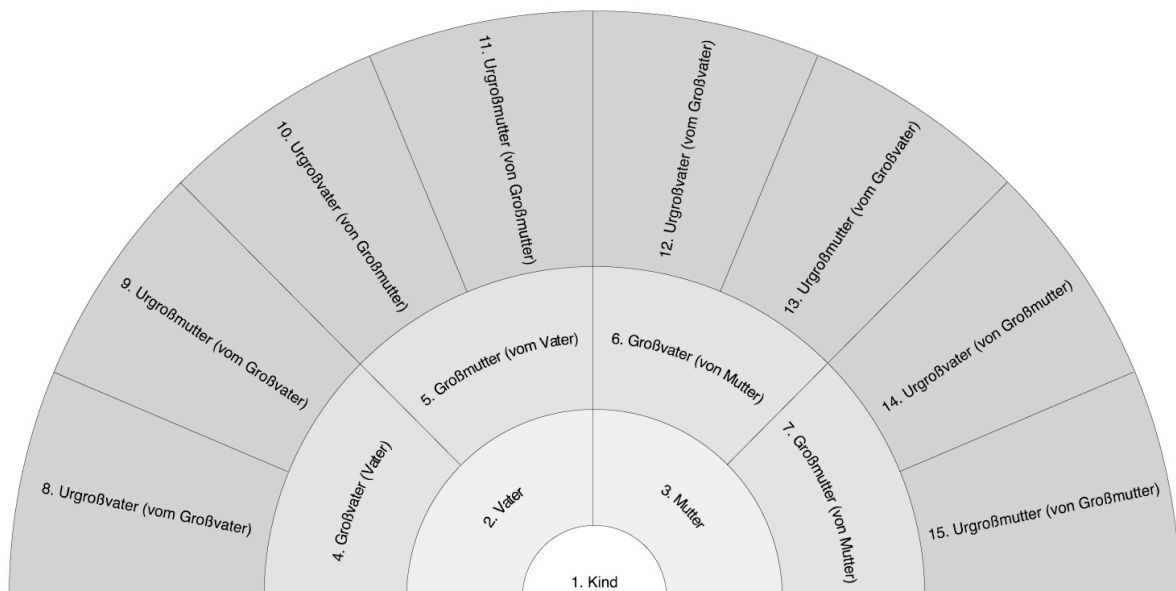 1. Kind
2. Vater
3. Mutter
4. Großvater (Vater)
5. Großmutter (vom Vater)
6. Großvater (von Mutter)
7. Großmutter (von Mutter)
8. Urgroßvater (vom Großvater)
9. Urgroßmutter (vom Großvater)
10. Urgroßvater (von Großmutter)
11. Urgroßmutter (von Großmutter)
12. Urgroßvater (vom Großvater)
13. Urgroßmutter (vom Großvater)
14. Urgroßvater (von Großmutter)
15. Urgroßmutter (von Großmutter)